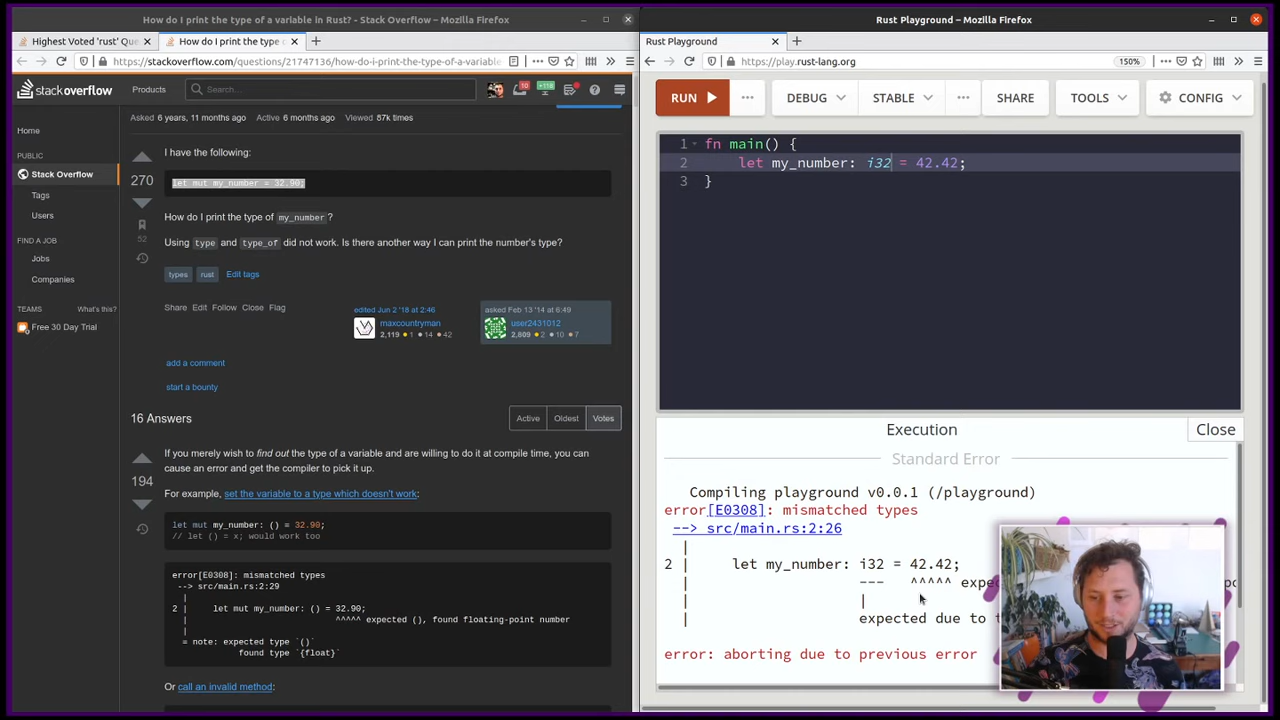 How do I print the type of a variable in Rust? - Stack Overflow – Mozilla Firefox
Highest Voted 'rust' Que
How do I print the type
https://stackoverflow.com/questions/21747136/how-do-i-print-the-type-of-a-variable
stackoverflow
Products
Search...
10
+118
Home
PUBLIC
Stack Overflow
Tags
Users
FIND A JOB
Jobs
Companies
TEAMS
What's this?
Free 30 Day Trial
Asked 6 years, 11 months ago Active 6 months ago Viewed 87k times
270
52
I have the following:
let mut my_number = 32.90;
How do I print the type of my_number?
Using type and type_of did not work. Is there another way I can print the number's type?
types rust Edit tags
Share Edit Follow Close Flag
edited Jun 2 '18 at 2:46
maxcountryman
2,119 1 14 42
asked Feb 13 '14 at 6:49
user2431012
2,809 2 10 7
add a comment
start a bounty
16 Answers
Active Oldest Votes
194
If you merely wish to find out the type of a variable and are willing to do it at compile time, you can
cause an error and get the compiler to pick it up.
For example, set the variable to a type which doesn't work:
let mut my_number: () = 32.90;
// let () = x; would work too
error[E0308]: mismatched types
--> src/main.rs:2:29
|
2 | let mut my_number: () = 32.90;
| ^^^^^ expected (), found floating-point number
|
= note: expected type `()`
found type `{float}`
Or call an invalid method:
Rust Playground – Mozilla Firefox
Rust Playground
https://play.rust-lang.org
150%
RUN
DEBUG
STABLE
SHARE
TOOLS
CONFIG
1 fn main() {
2 let my_number: i32 = 42.42;
3 }
Execution
Close
Standard Error
Compiling playground v0.0.1 (/playground)
error[E0308]: mismatched types
--> src/main.rs:2:26
|
2 | let my_number: i32 = 42.42;
| --- ^^^^^
| |
| expected due to
error: aborting due to previous error